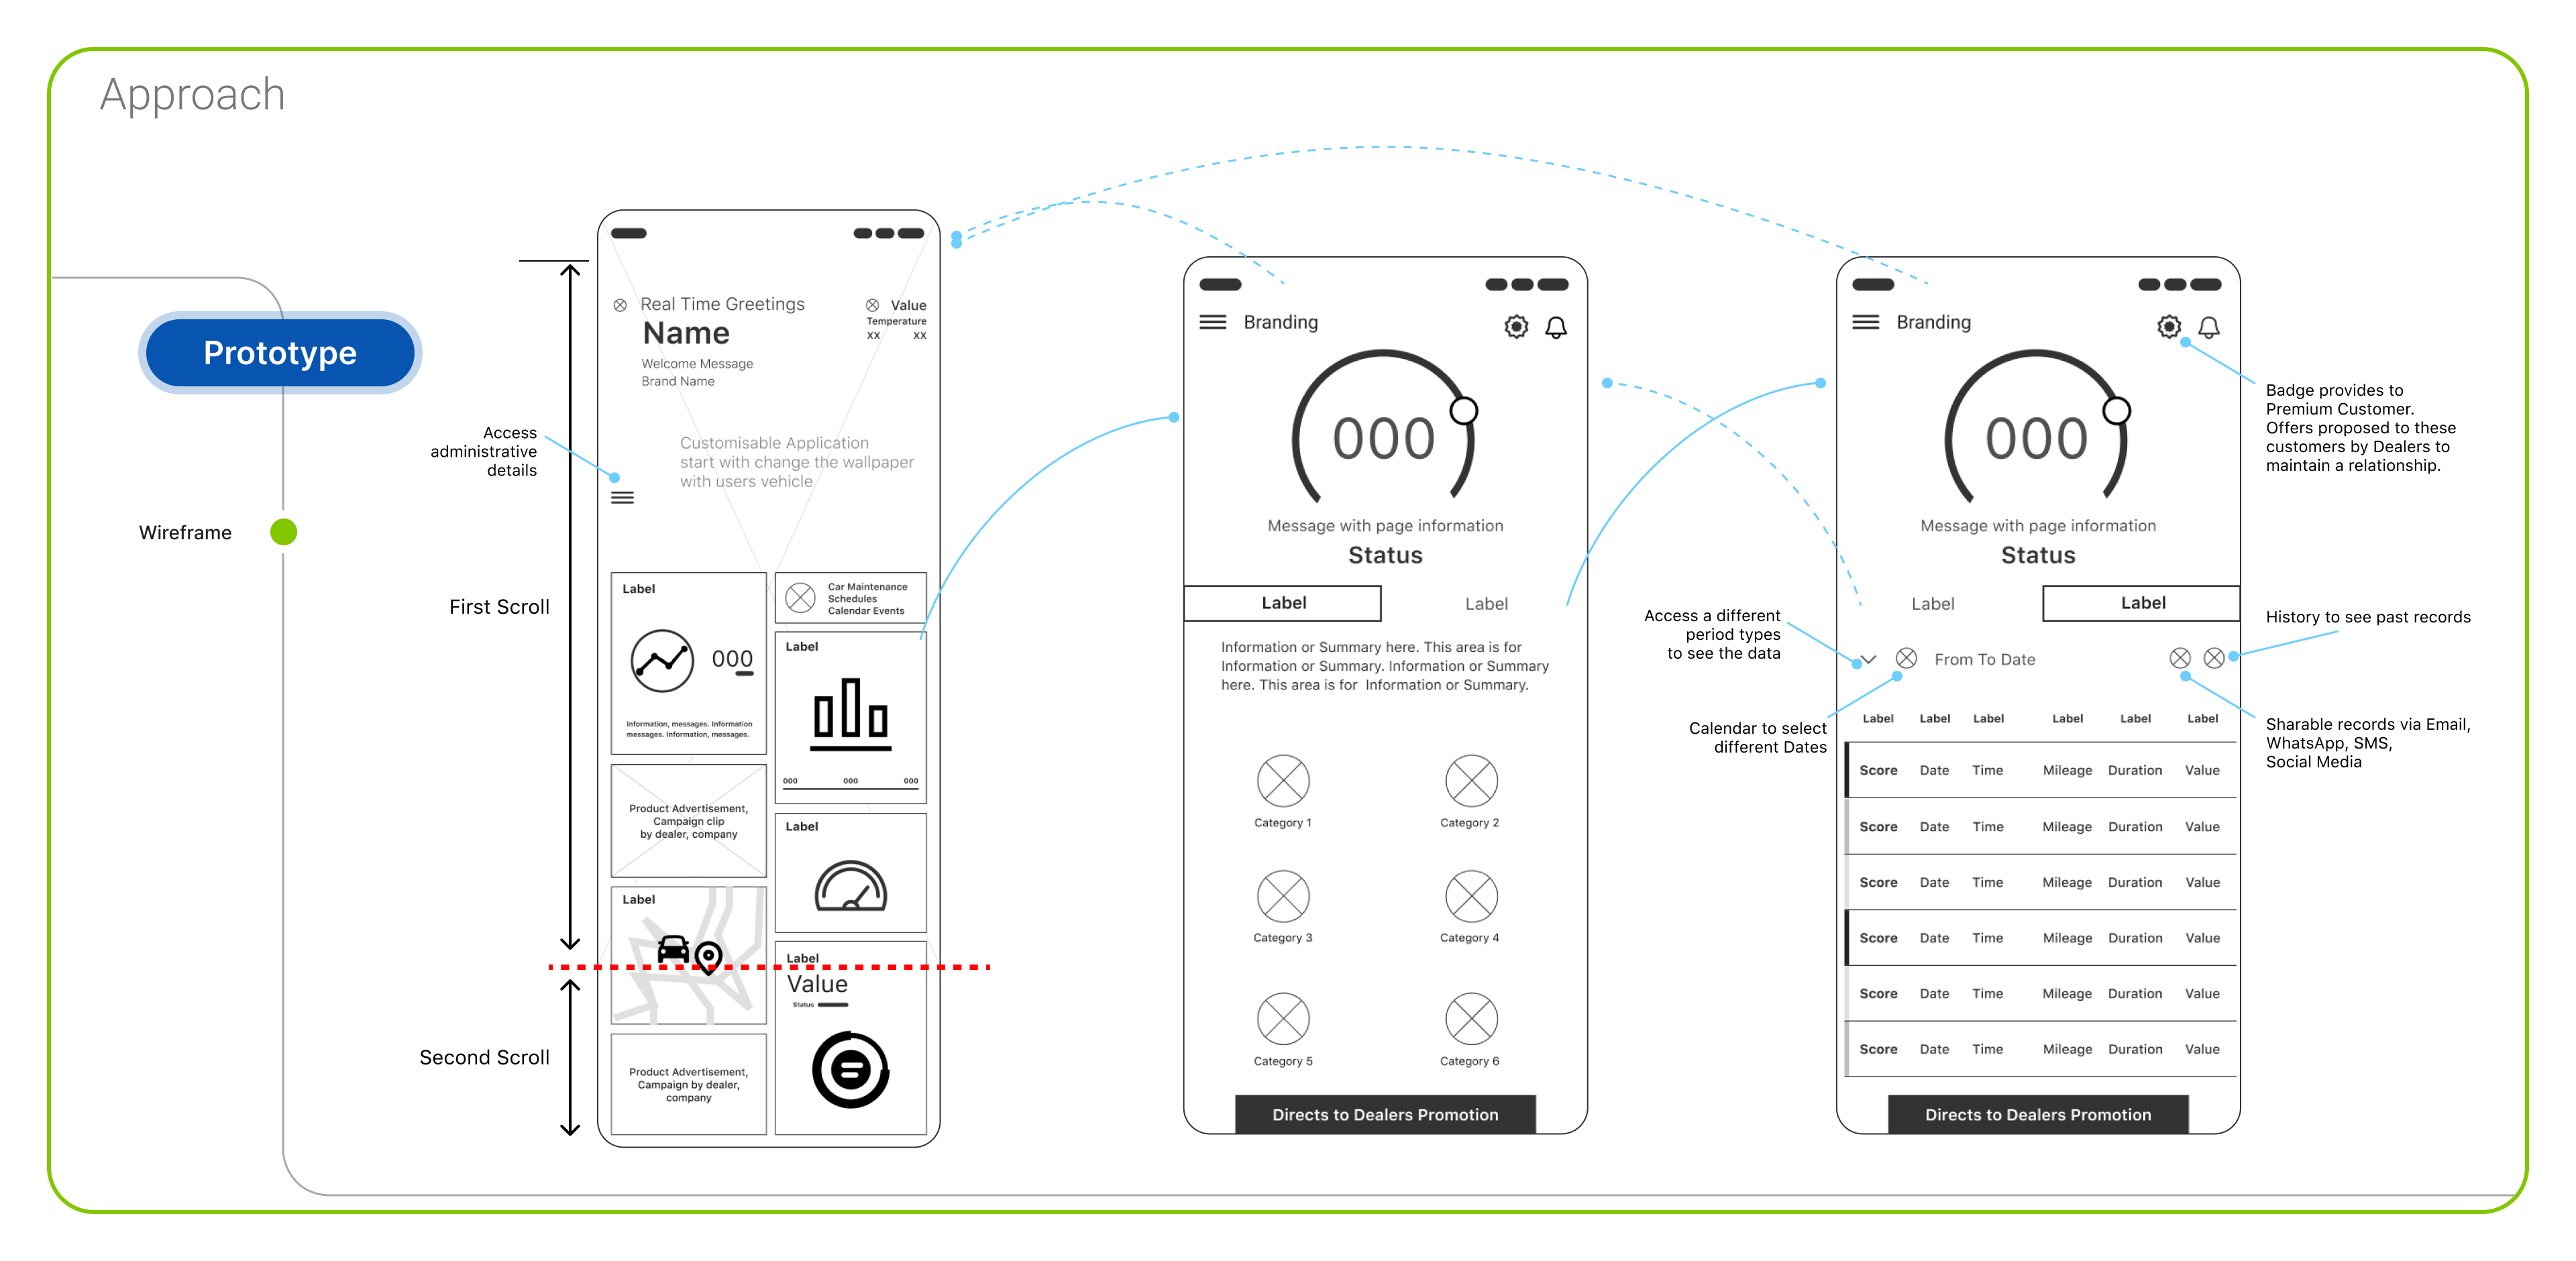 Approach
Prototype
Wireframe
Access
administrative
details
First Scroll
Second Scroll
Real Time Greetings
Name
Welcome Message
Brand Name
Value
Temperature
xx xx
Customisable Application
start with change the wallpaper
with users vehicle
Label
000
Information, messages. Information
messages. Information, messages.
Car Maintenance
Schedules
Calendar Events
Label
000 000 000
Product Advertisement,
Campaign clip
by dealer, company
Label
Label
Label
Value
Status
Product Advertisement,
Campaign by dealer,
company
Branding
000
Message with page information
Status
Label Label
Information or Summary here. This area is for
Information or Summary. Information or Summary
here. This area is for Information or Summary.
Category 1 Category 2
Category 3 Category 4
Category 5 Category 6
Directs to Dealers Promotion
Access a different
period types
to see the data
Calendar to select
different Dates
Branding
000
Message with page information
Status
Label Label
From To Date
Label Label Label Label Label Label
Score Date Time Mileage Duration Value
Score Date Time Mileage Duration Value
Score Date Time Mileage Duration Value
Score Date Time Mileage Duration Value
Score Date Time Mileage Duration Value
Score Date Time Mileage Duration Value
Directs to Dealers Promotion
Badge provides to
Premium Customer.
Offers proposed to these
customers by Dealers to
maintain a relationship.
History to see past records
Sharable records via Email,
WhatsApp, SMS,
Social Media